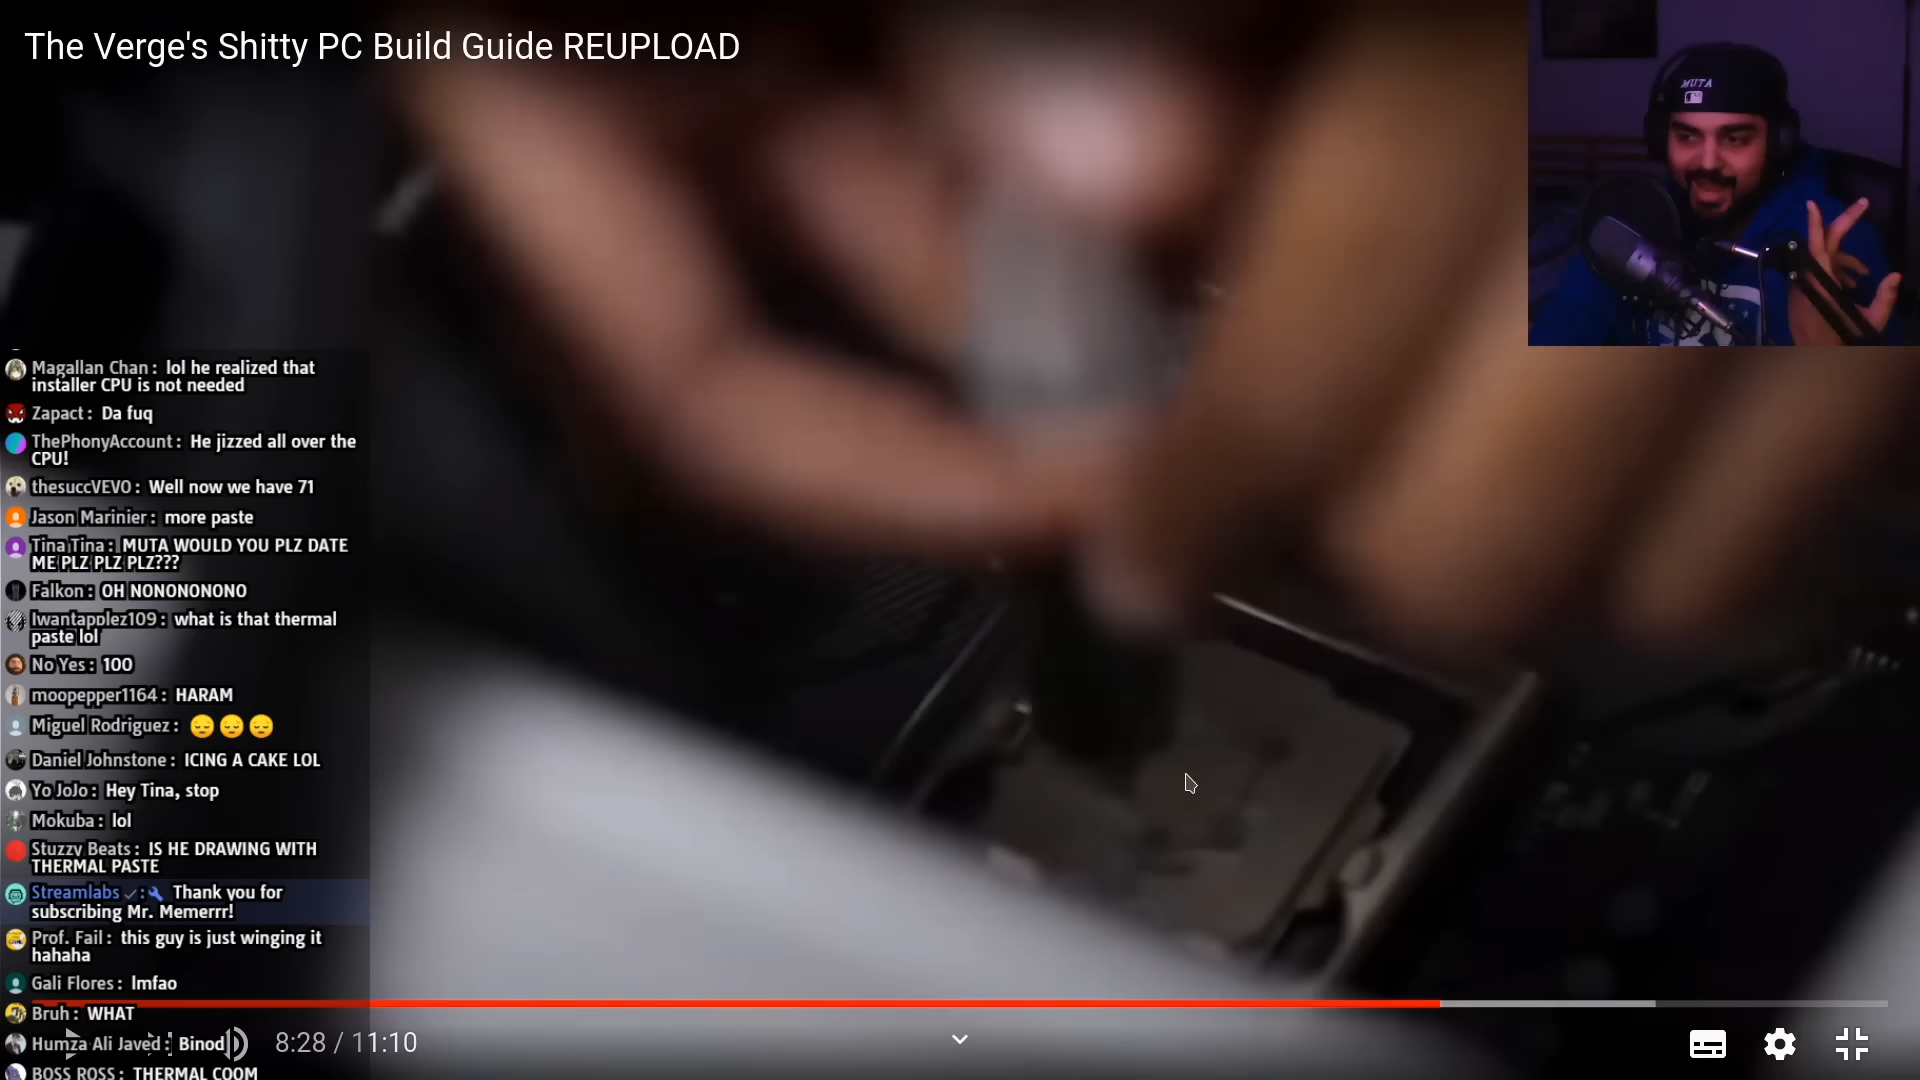 The Verge's Shitty PC Build Guide REUPLOAD
MUTA
Magallan Chan : lol he realized that
installer CPU is not needed
Zapact : Da fuq
ThePhonyAccount : He jizzed all over the
CPU!
thesuccVEVO : Well now we have 71
Jason Marinier : more paste
Tina Tina : MUTA WOULD YOU PLZ DATE
ME PLZ PLZ PLZ???
Falkon : OH NONONONONO
Iwantapplez109 : what is that thermal
paste lol
No Yes : 100
moopepper1164 : HARAM
Miguel Rodriguez : 😔 😔 😔
Daniel Johnstone : ICING A CAKE LOL
Yo JoJo : Hey Tina, stop
Mokuba : lol
Stuzzy Beats : IS HE DRAWING WITH
THERMAL PASTE
Streamlabs : Thank you for
subscribing Mr. Memerrr!
Prof. Fail : this guy is just winging it
hahaha
Gali Flores : lmfao
Bruh : WHAT
Humza Ali Javed : Binod
8:28 / 11:10
BOSS ROSS : THERMAL COOM